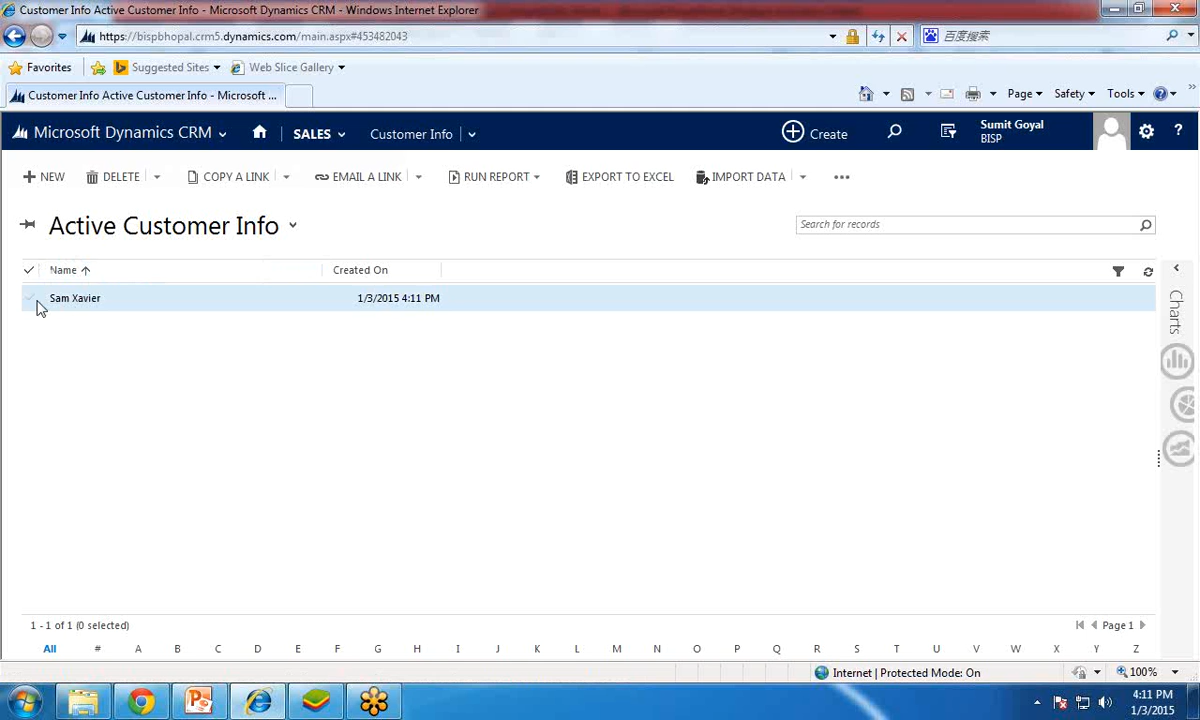 Customer Info Active Customer Info - Microsoft Dynamics CRM - Windows Internet Explorer
https://bispbhopal.crm5.dynamics.com/main.aspx#453482043
百度搜索
Favorites Suggested Sites Web Slice Gallery
Customer Info Active Customer Info - Microsoft ...
Page Safety Tools
Microsoft Dynamics CRM SALES Customer Info Create Sumit Goyal
BISP
NEW DELETE COPY A LINK EMAIL A LINK RUN REPORT EXPORT TO EXCEL IMPORT DATA ...
Active Customer Info Search for records
Name Created On
Sam Xavier 1/3/2015 4:11 PM
Charts
1 - 1 of 1 (0 selected) Page 1
All # A B C D E F G H I J K L M N O P Q R S T U V W X Y Z
Internet | Protected Mode: On 100%
4:11 PM
1/3/2015